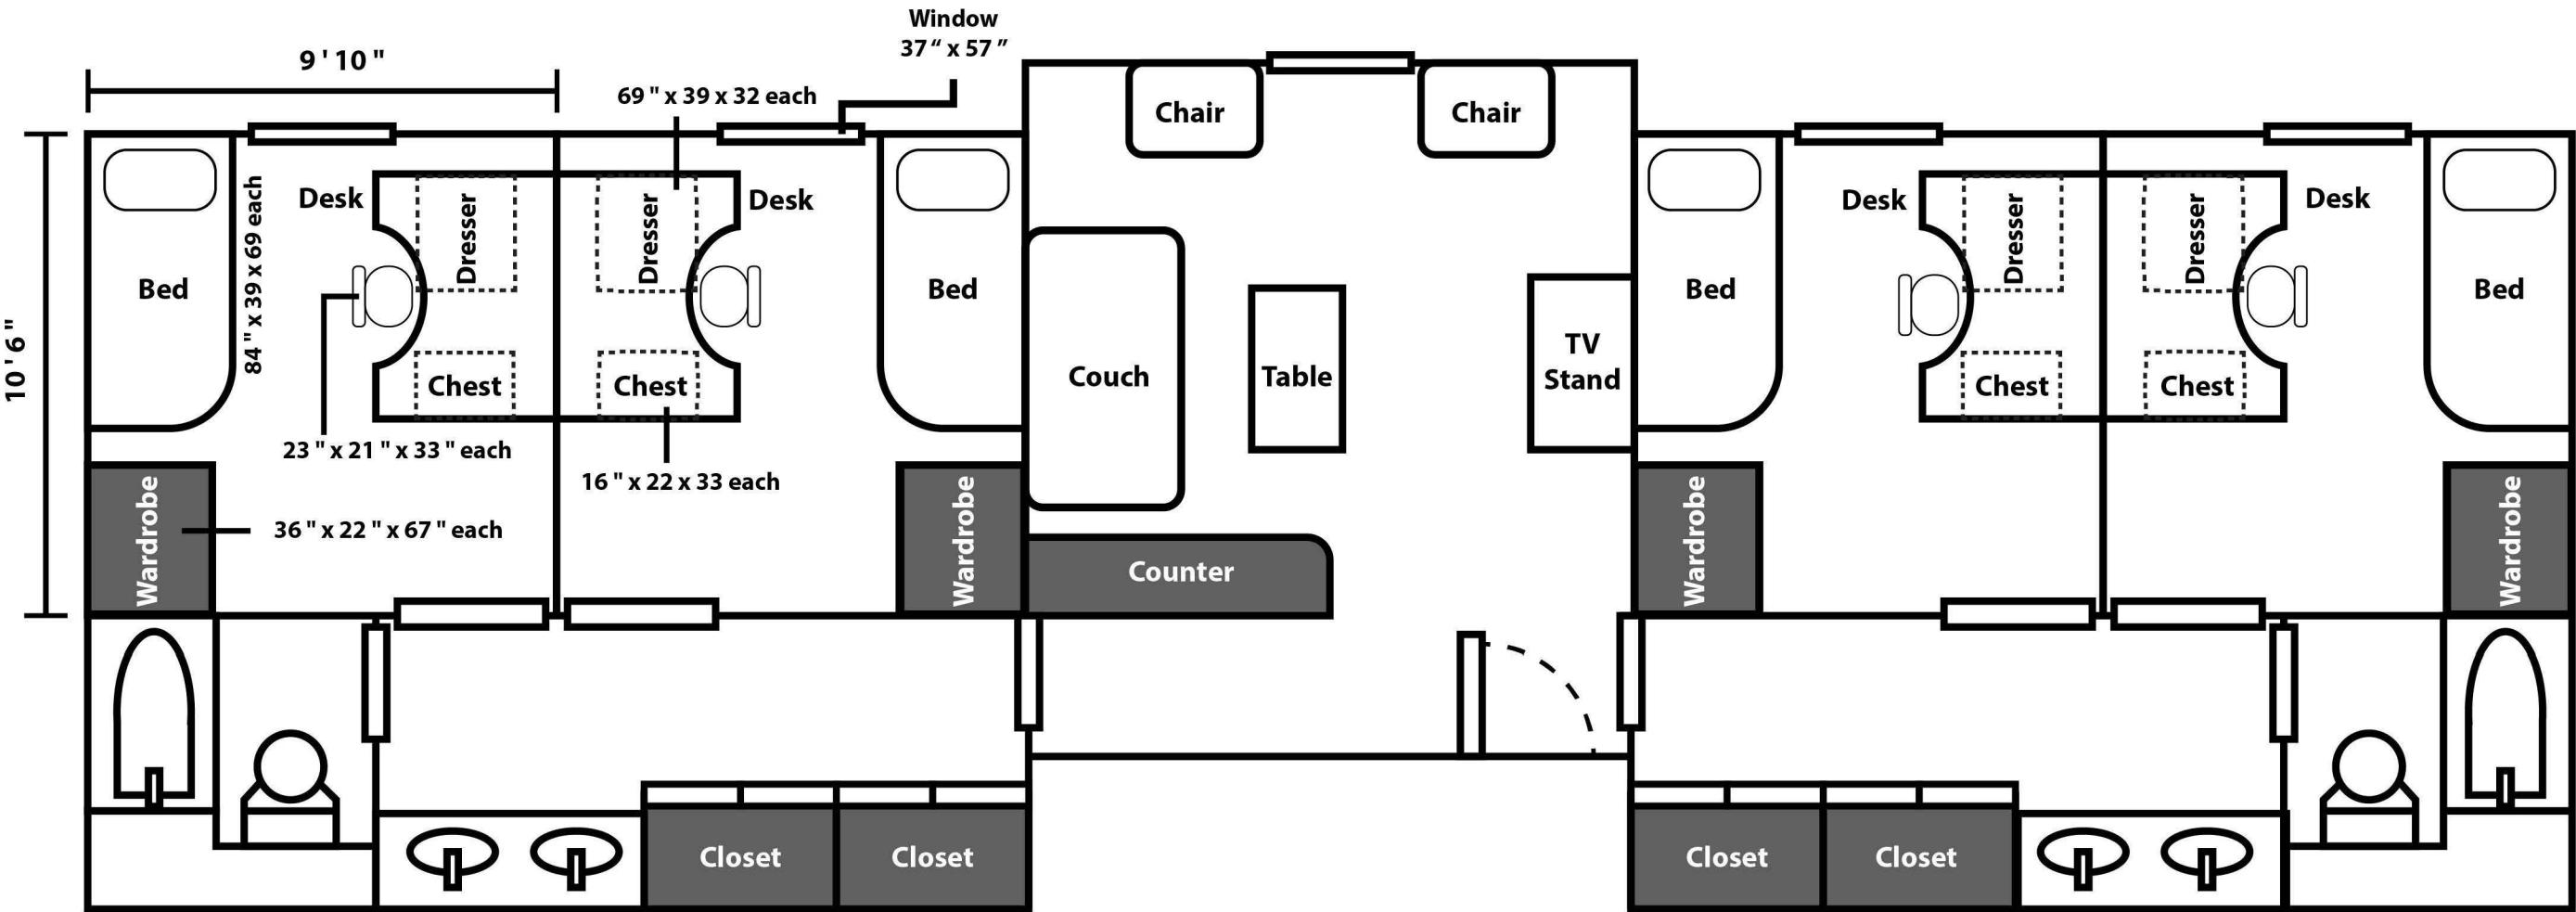 Window
37“ x 57 ”
9 ' 10 "
69 " x 39 x 32 each
10 ' 6 "
Bed
84 " x 39 x 69 each
Desk
Dresser
Chest
23 " x 21 " x 33 " each
Wardrobe
36 " x 22 " x 67 " each
Dresser
Desk
Chest
16 " x 22 x 33 each
Bed
Wardrobe
Chair
Chair
Couch
Table
TV
Stand
Counter
Bed
Desk
Dresser
Chest
Wardrobe
Dresser
Desk
Chest
Bed
Wardrobe
Closet
Closet
Closet
Closet